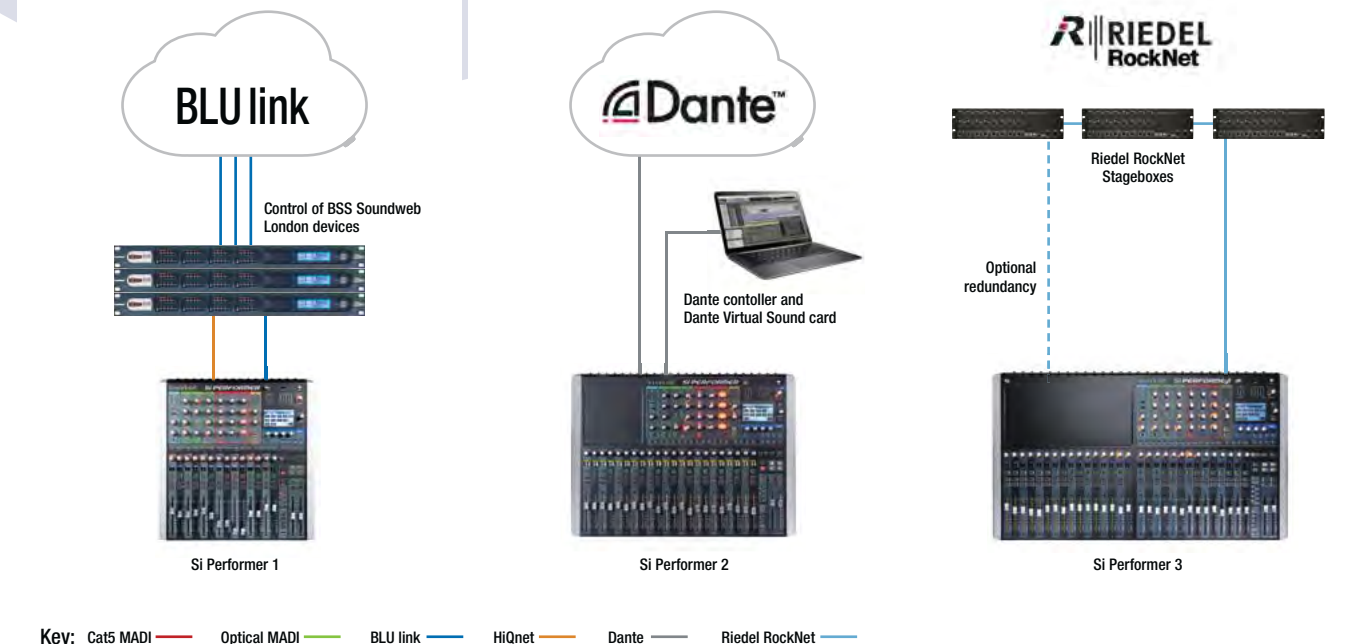 BLU link
Control of BSS Soundweb
London devices
Si Performer 1
Dante™
Dante contoller and
Dante Virtual Sound card
Si Performer 2
RIEDEL
RockNet
Riedel RockNet
Stageboxes
Optional
redundancy
Si Performer 3
Key: Cat5 MADI Optical MADI BLU link HiQnet Dante Riedel RockNet